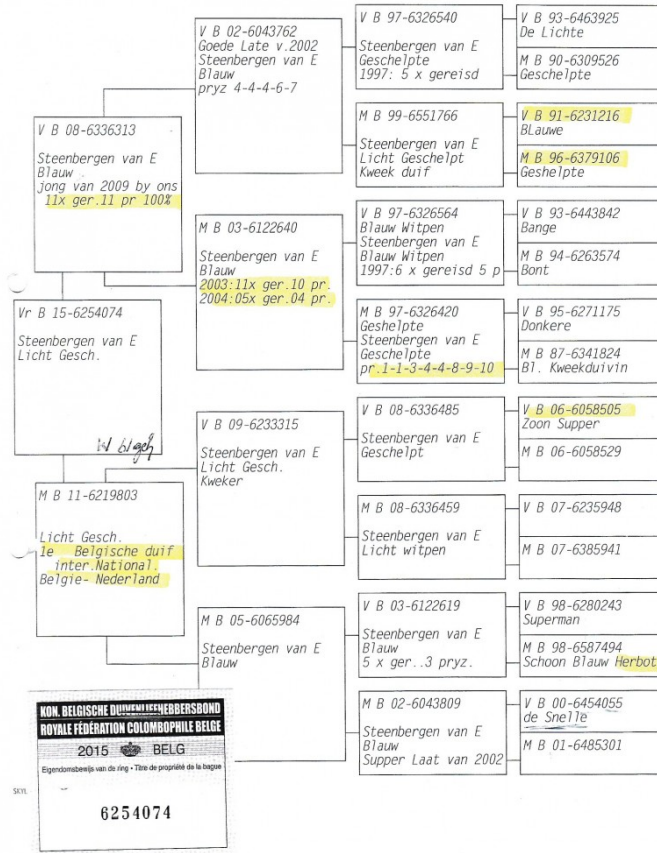 Vr B 15-6254074
Steenbergen van E
Licht Gesch.
V B 08-6336313
Steenbergen van E
Blauw
jong van 2009 by ons
11x ger.11 pr 100%
M B 11-6219803
Licht Gesch.
1e Belgische duif
inter.National.
Belgie- Nederland
V B 02-6043762
Goede Late v.2002
Steenbergen van E
Blauw
pryz 4-4-4-6-7
M B 03-6122640
Steenbergen van E
Blauw
2003:11x ger.10 pr.
2004:05x ger.04 pr.
V B 09-6233315
Steenbergen van E
Licht Gesch.
Kweker
M B 05-6065984
Steenbergen van E
Blauw
V B 97-6326540
Steenbergen van E
Geschelpte
1997: 5 x gereisd
M B 99-6551766
Steenbergen van E
Licht Geschelpt
Kweek duif
V B 97-6326564
Blauw Witpen
Steenbergen van E
Blauw Witpen
1997:6 x gereisd 5 p
M B 97-6326420
Geshelpte
Steenbergen van E
Geschelpte
pr.1-1-3-4-4-8-9-10
V B 08-6336485
Steenbergen van E
Geschelpt
M B 08-6336459
Steenbergen van E
Licht witpen
V B 03-6122619
Steenbergen van E
Blauw
5 x ger..3 pryz.
M B 02-6043809
Steenbergen van E
Blauw
Supper Laat van 2002
V B 93-6463925
De Lichte
M B 90-6309526
Geschelpte
V B 91-6231216
BLauwe
M B 96-6379106
Geshelpte
V B 93-6443842
Bange
M B 94-6263574
Bont
V B 95-6271175
Donkere
M B 87-6341824
Bl. Kweekduivin
V B 06-6058505
Zoon Supper
M B 06-6058529
V B 07-6235948
M B 07-6385941
V B 98-6280243
Superman
M B 98-6587494
Schoon Blauw Herbot
V B 00-6454055
de Snelle
M B 01-6485301
KON. BELGISCHE DUIVENLIEFHEBBERSBOND
ROYALE FÉDÉRATION COLOMBOPHILE BELGE
2015 BELG
Eigendomsbewijs van de ring - Titre de propriété de la bague
6254074